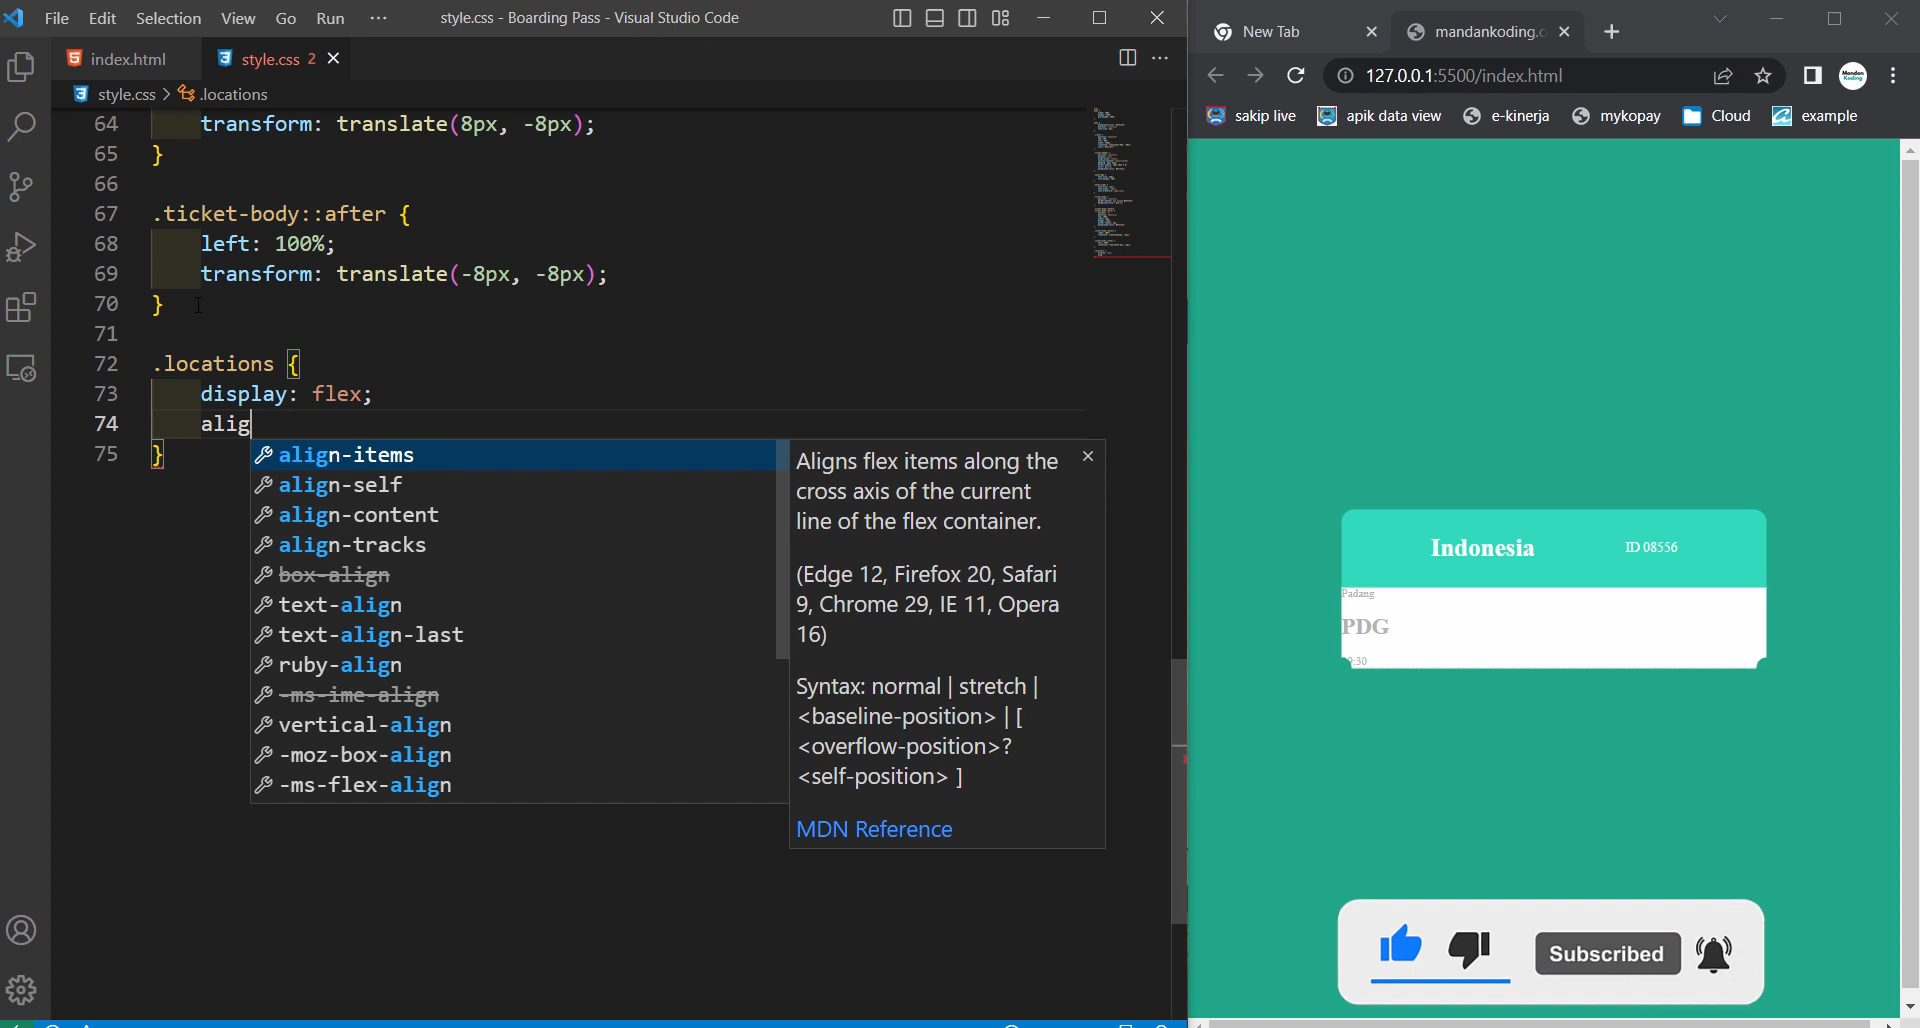 File Edit Selection View Go Run ···
style.css - Boarding Pass - Visual Studio Code
index.html
style.css 2
style.css > .locations
64 transform: translate(8px, -8px);
65 }
66
67 .ticket-body::after {
68 left: 100%;
69 transform: translate(-8px, -8px);
70 }
71
72 .locations {
73 display: flex;
74 alig
75 }
align-items
align-self
align-content
align-tracks
box-align
text-align
text-align-last
ruby-align
-ms-ime-align
vertical-align
-moz-box-align
-ms-flex-align
Aligns flex items along the
cross axis of the current
line of the flex container.
(Edge 12, Firefox 20, Safari
9, Chrome 29, IE 11, Opera
16)
Syntax: normal | stretch |
<baseline-position> | [
<overflow-position>?
<self-position> ]
MDN Reference
New Tab
mandankoding.c
127.0.0.1:5500/index.html
Mandan
Koding
sakip live
apik data view
e-kinerja
mykopay
Cloud
example
Indonesia
ID 08556
Padang
PDG
:30
Subscribed